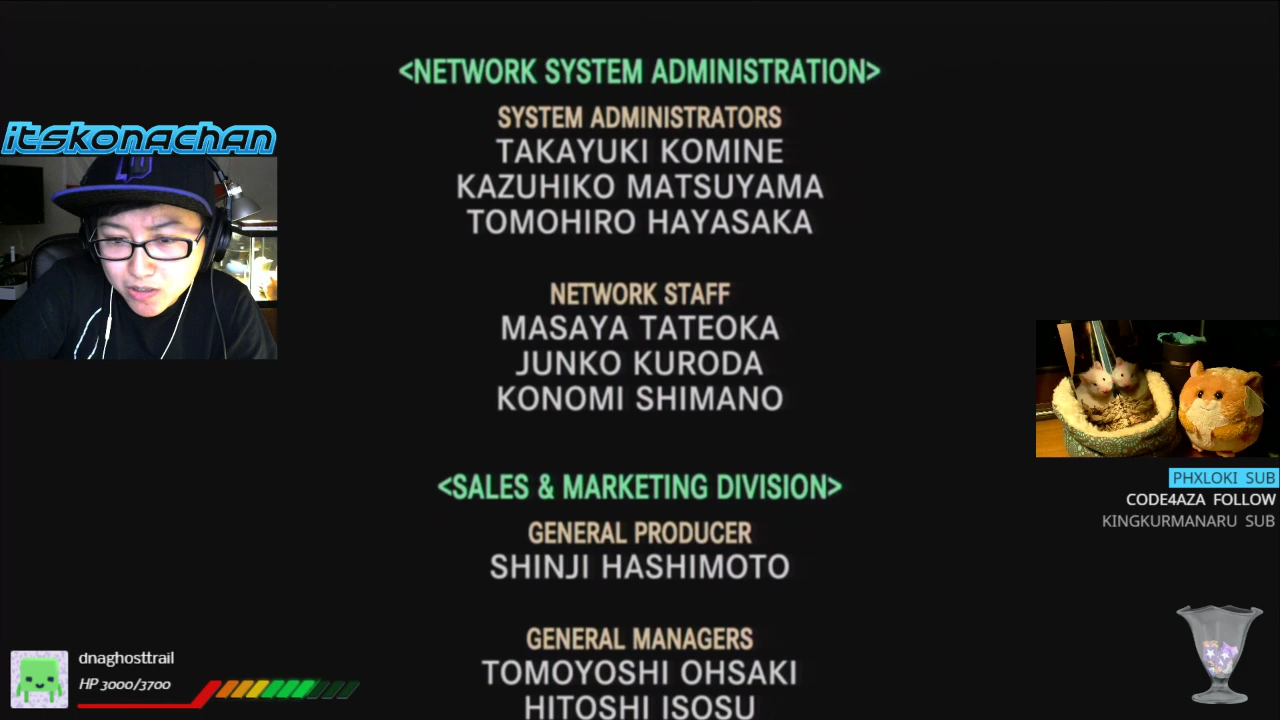 <NETWORK SYSTEM ADMINISTRATION>
SYSTEM ADMINISTRATORS
TAKAYUKI KOMINE
KAZUHIKO MATSUYAMA
TOMOHIRO HAYASAKA
NETWORK STAFF
MASAYA TATEOKA
JUNKO KURODA
KONOMI SHIMANO
<SALES & MARKETING DIVISION>
GENERAL PRODUCER
SHINJI HASHIMOTO
GENERAL MANAGERS
TOMOYOSHI OHSAKI
HITOSHI ISOSU
itskonachan
PHXLOKI SUB
CODE4AZA FOLLOW
KINGKURMANARU SUB
dnaghosttrail
HP 3000/3700